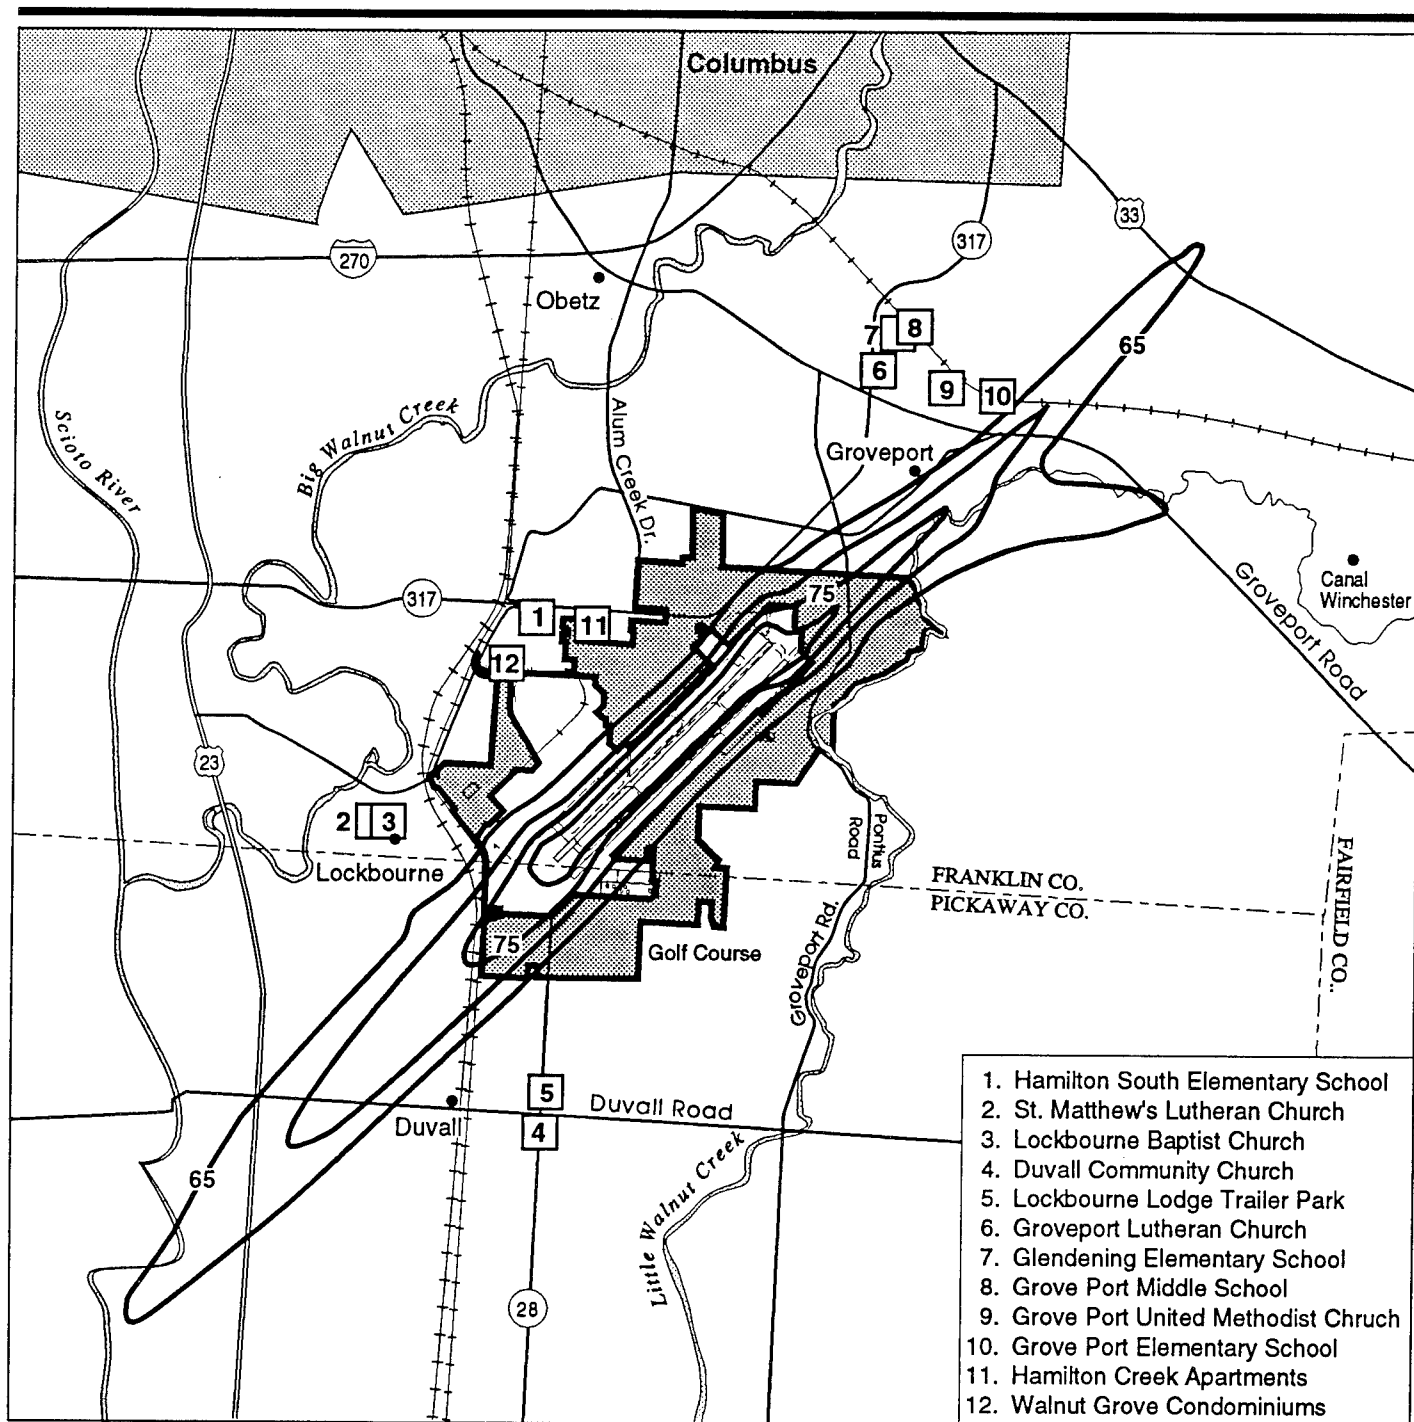 Columbus
33
317
270
Obetz
65
7
8
6
9
10
Scioto River
Big Walnut Creek
Alum Creek Dr.
Groveport
Groveport Road
Canal
Winchester
317
1
11
75
12
23
2
3
Lockbourne
Pontius
Road
FRANKLIN CO.
PICKAWAY CO.
FAIRFIELD CO..
75
Golf Course
Groveport Rd.
5
Duvall Road
Duvall
4
65
Little Walnut Creek
28
1. Hamilton South Elementary School
2. St. Matthew's Lutheran Church
3. Lockbourne Baptist Church
4. Duvall Community Church
5. Lockbourne Lodge Trailer Park
6. Groveport Lutheran Church
7. Glendening Elementary School
8. Grove Port Middle School
9. Grove Port United Methodist Chruch
10. Grove Port Elementary School
11. Hamilton Creek Apartments
12. Walnut Grove Condominiums